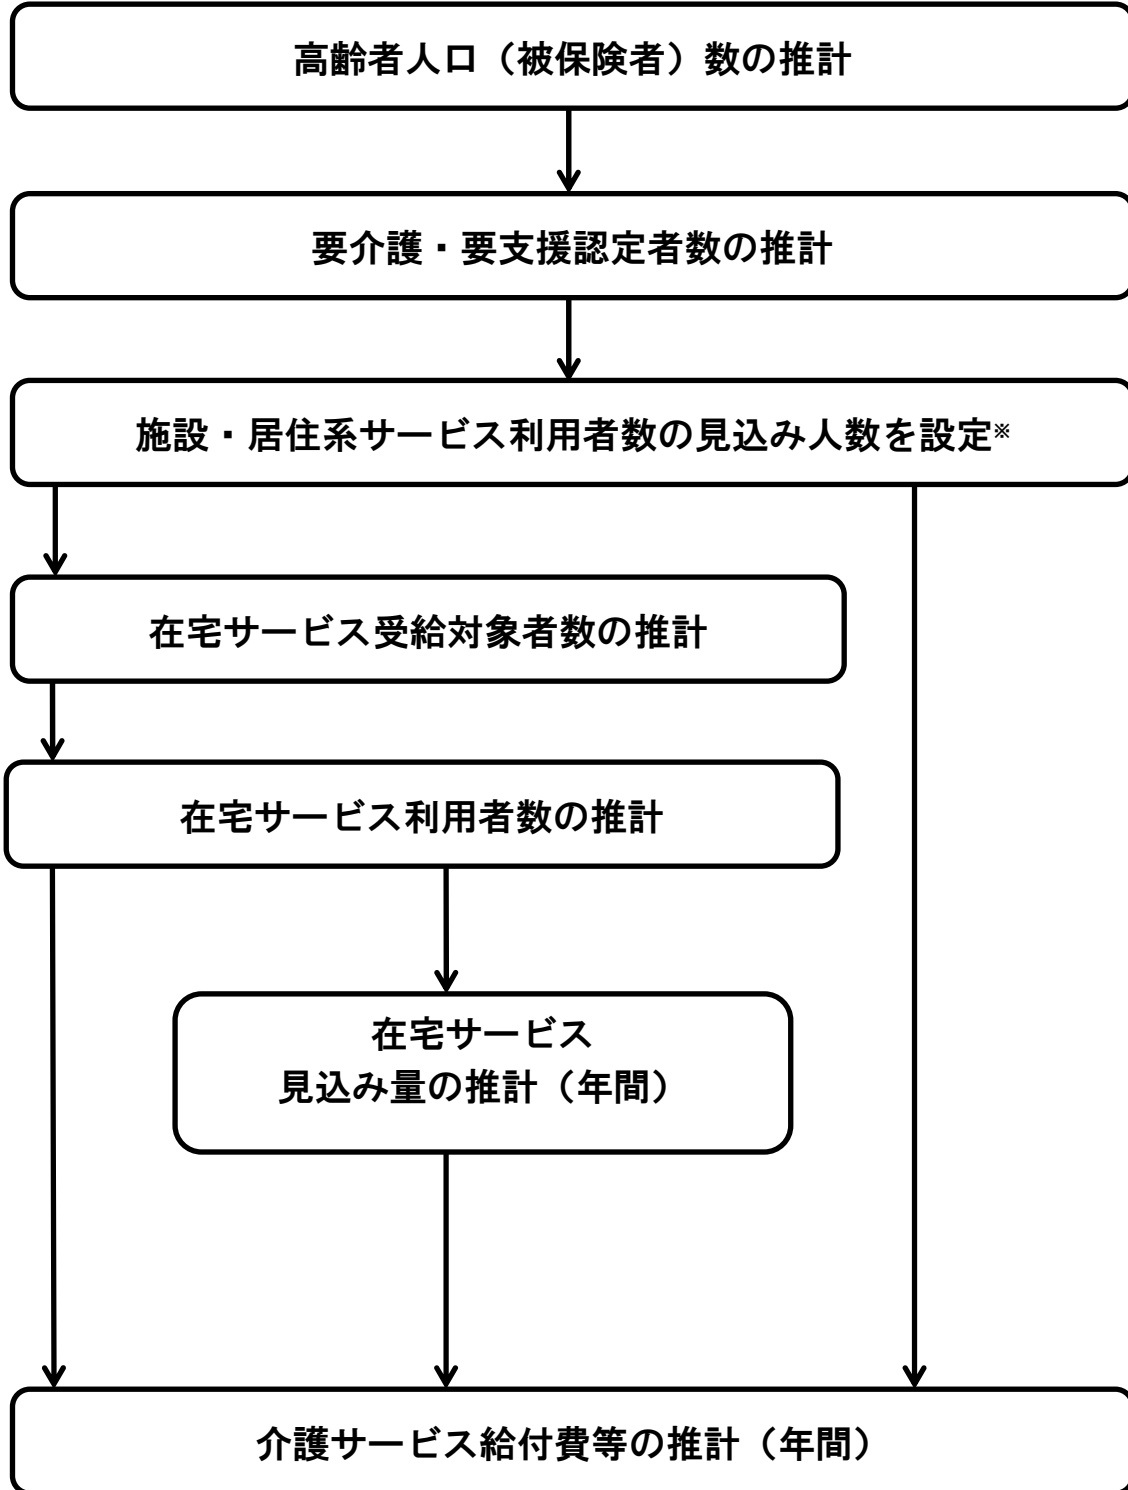 高齢者人口（被保険者）数の推計
要介護・要支援認定者数の推計
施設・居住系サービス利用者数の見込み人数を設定※
在宅サービス受給対象者数の推計
在宅サービス利用者数の推計
在宅サービス
見込み量の推計（年間）
介護サービス給付費等の推計（年間）